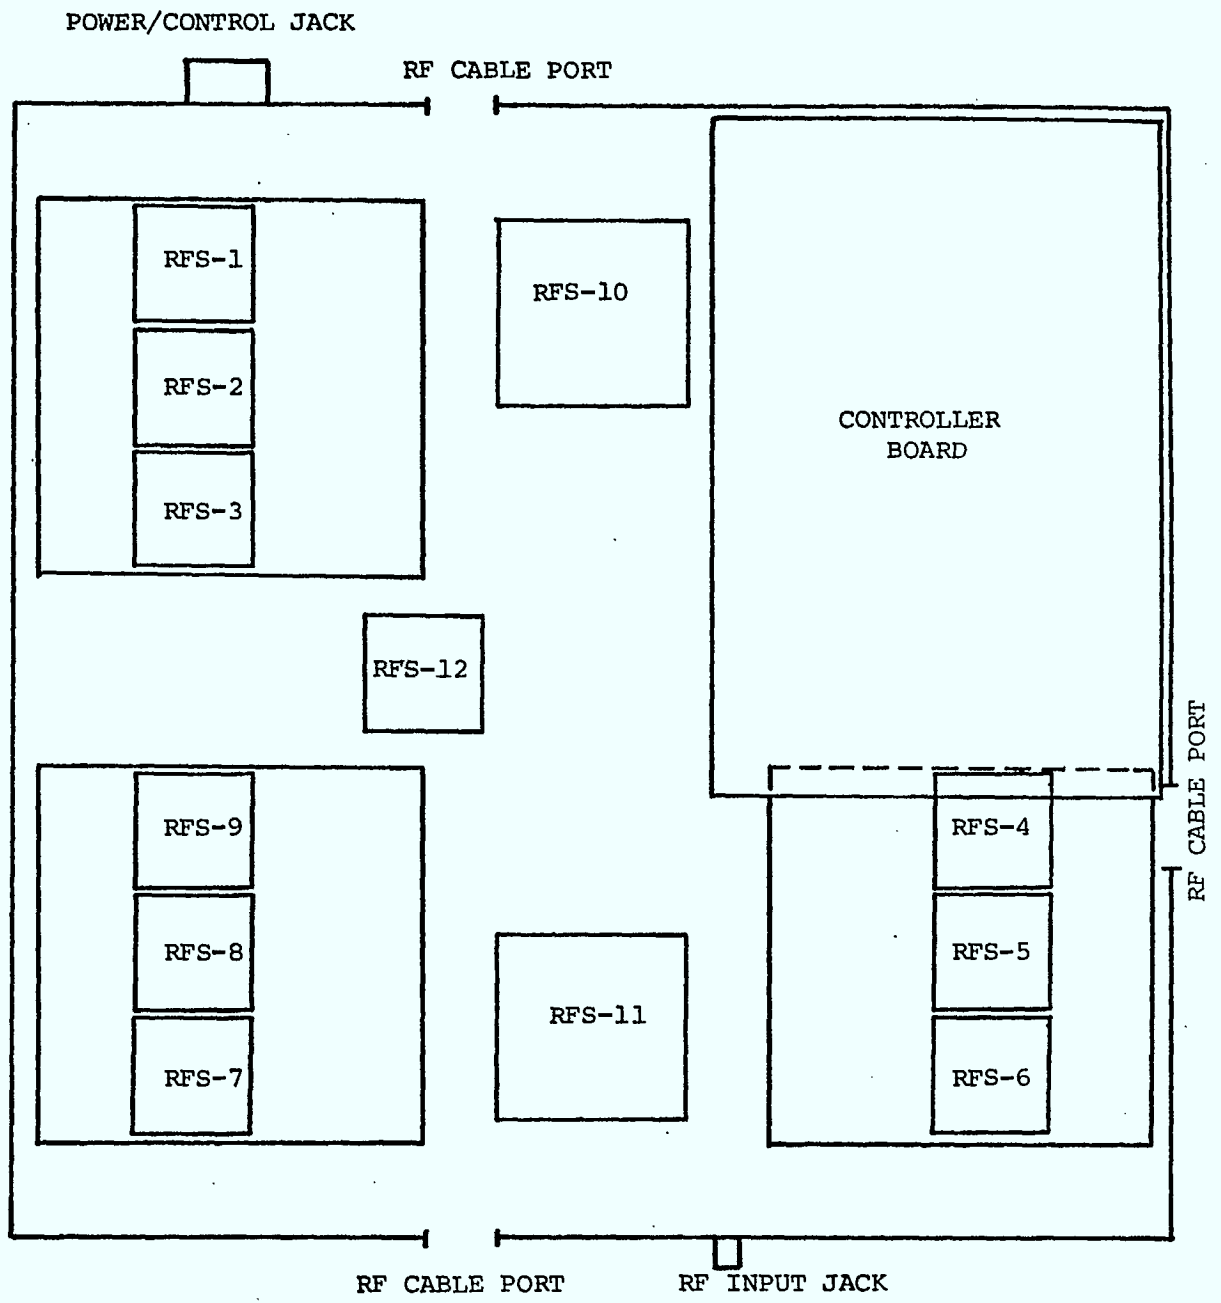 POWER/CONTROL JACK
RF CABLE PORT
RFS-1
RFS-10
RFS-2
CONTROLLER
BOARD
RFS-3
RFS-12
RF CABLE PORT
RFS-9
RFS-4
RFS-8
RFS-5
RFS-11
RFS-7
RFS-6
RF CABLE PORT
RF INPUT JACK